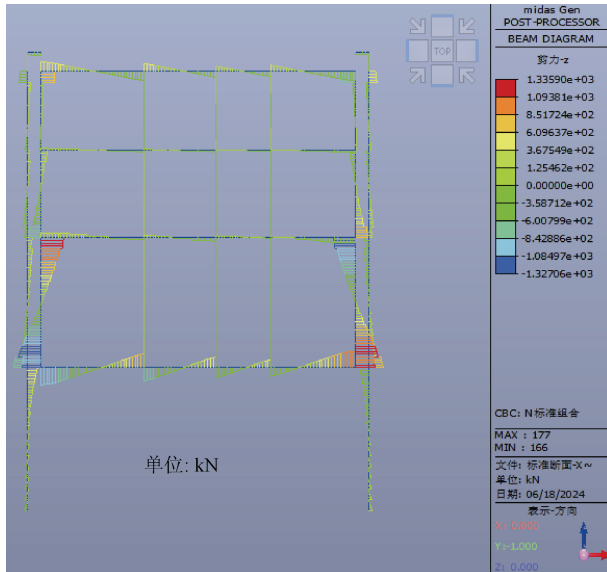 midas Gen
POST-PROCESSOR
BEAM DIAGRAM
剪力-z
1.33590e+03
1.09381e+03
8.51724e+02
6.09637e+02
3.67549e+02
1.25462e+02
0.00000e+00
-3.58712e+02
-6.00799e+02
-8.42886e+02
-1.08497e+03
-1.32706e+03
TOP
单位: kN
CBC: N标准组合
MAX : 177
MIN : 166
文件: 标准断面-X~
单位: kN
日期: 06/18/2024
表示-方向
X: 0.000
Y:-1.000
Z: 0.000